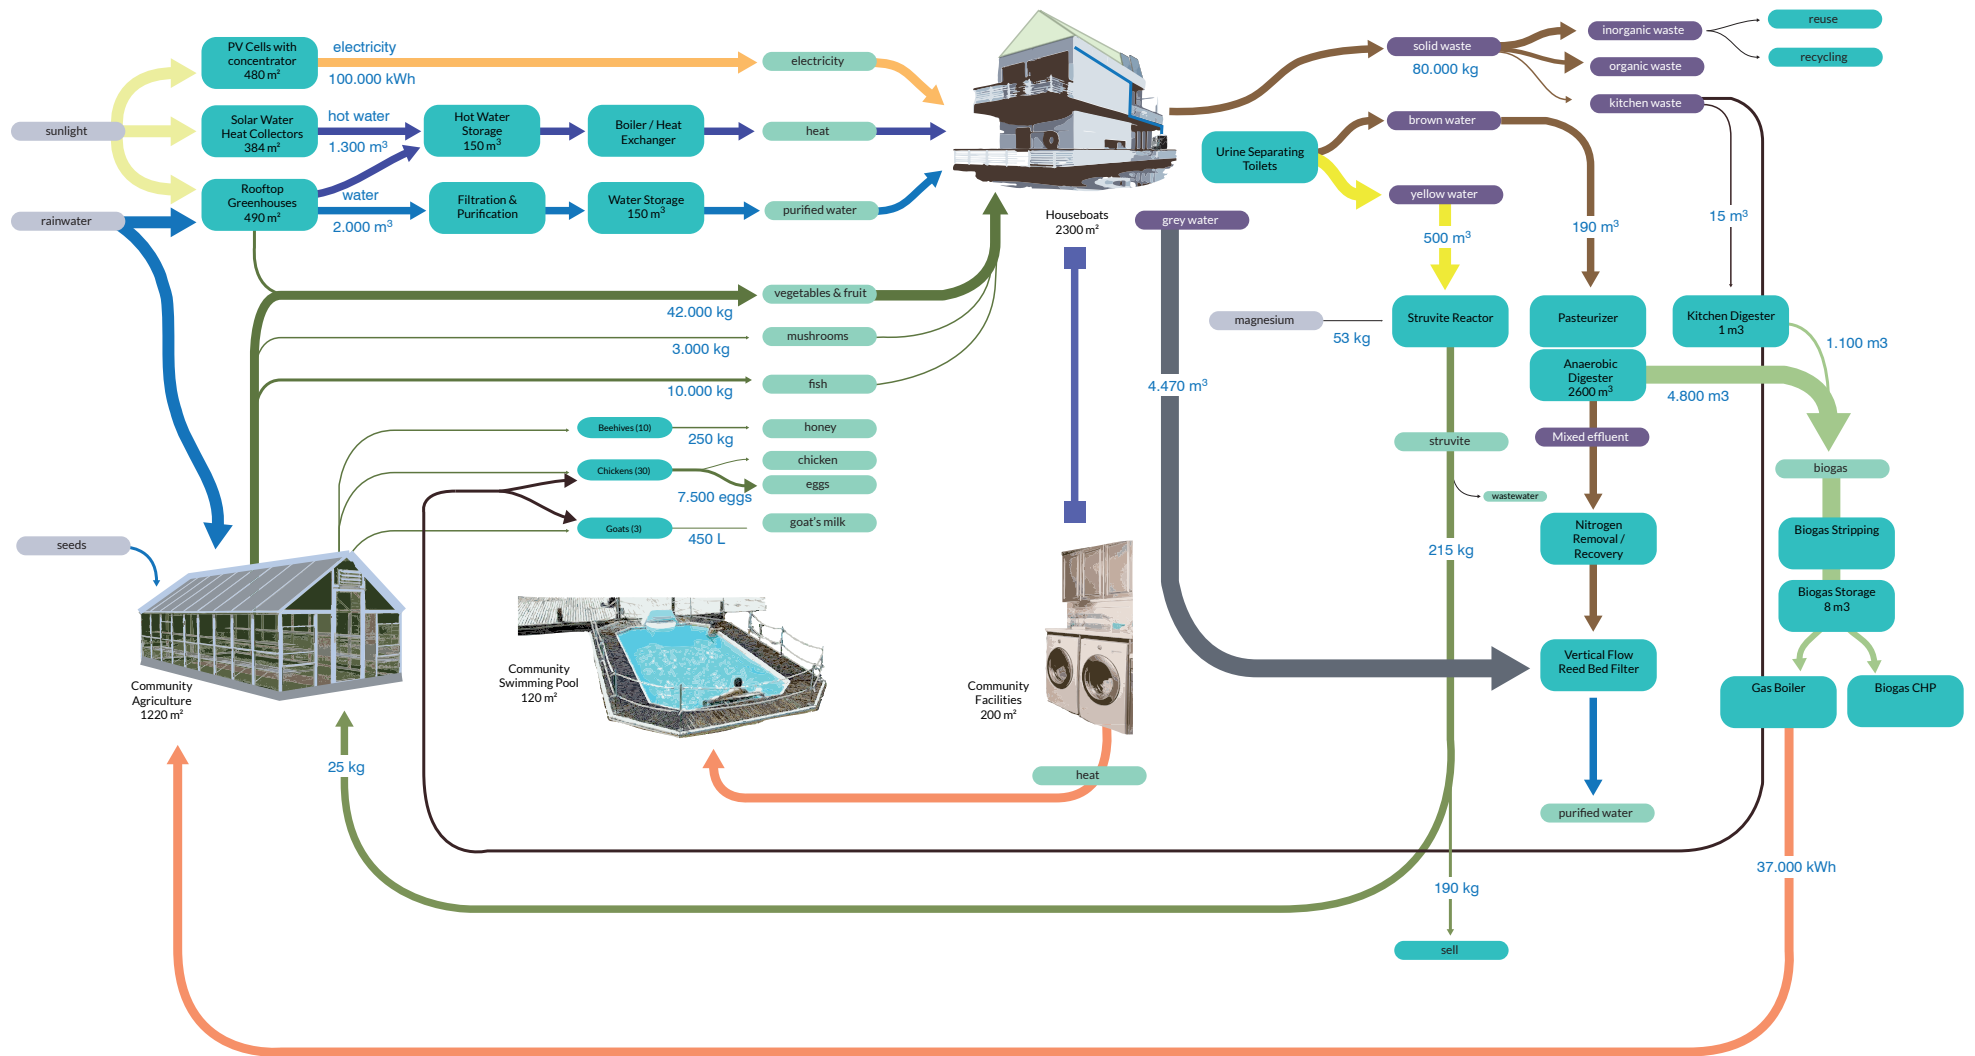 PV Cells with
concentrator
480 m²
electricity
100.000 kWh
electricity
sunlight
Solar Water
Heat Collectors
384 m²
hot water
1.300 m³
Hot Water
Storage
150 m³
Boiler / Heat
Exchanger
heat
rainwater
Rooftop
Greenhouses
490 m²
water
2.000 m³
Filtration &
Purification
Water Storage
150 m³
purified water
Houseboats
2300 m²
solid waste
80.000 kg
inorganic waste
organic waste
kitchen waste
reuse
recycling
Urine Separating
Toilets
brown water
yellow water
grey water
500 m³
190 m³
15 m³
vegetables & fruit
42.000 kg
mushrooms
3.000 kg
fish
10.000 kg
magnesium
53 kg
Struvite Reactor
Pasteurizer
Kitchen Digester
1 m3
1.100 m3
4.470 m³
Anaerobic
Digester
2600 m³
4.800 m3
Beehives (10)
250 kg
honey
Chickens (30)
chicken
7.500 eggs
eggs
Goats (3)
450 L
goat's milk
struvite
wastewater
215 kg
Mixed effluent
biogas
Nitrogen
Removal /
Recovery
Biogas Stripping
Biogas Storage
8 m3
seeds
Community
Agriculture
1220 m²
Community
Swimming Pool
120 m²
Community
Facilities
200 m²
Vertical Flow
Reed Bed Filter
Gas Boiler
Biogas CHP
25 kg
heat
purified water
37.000 kWh
190 kg
sell